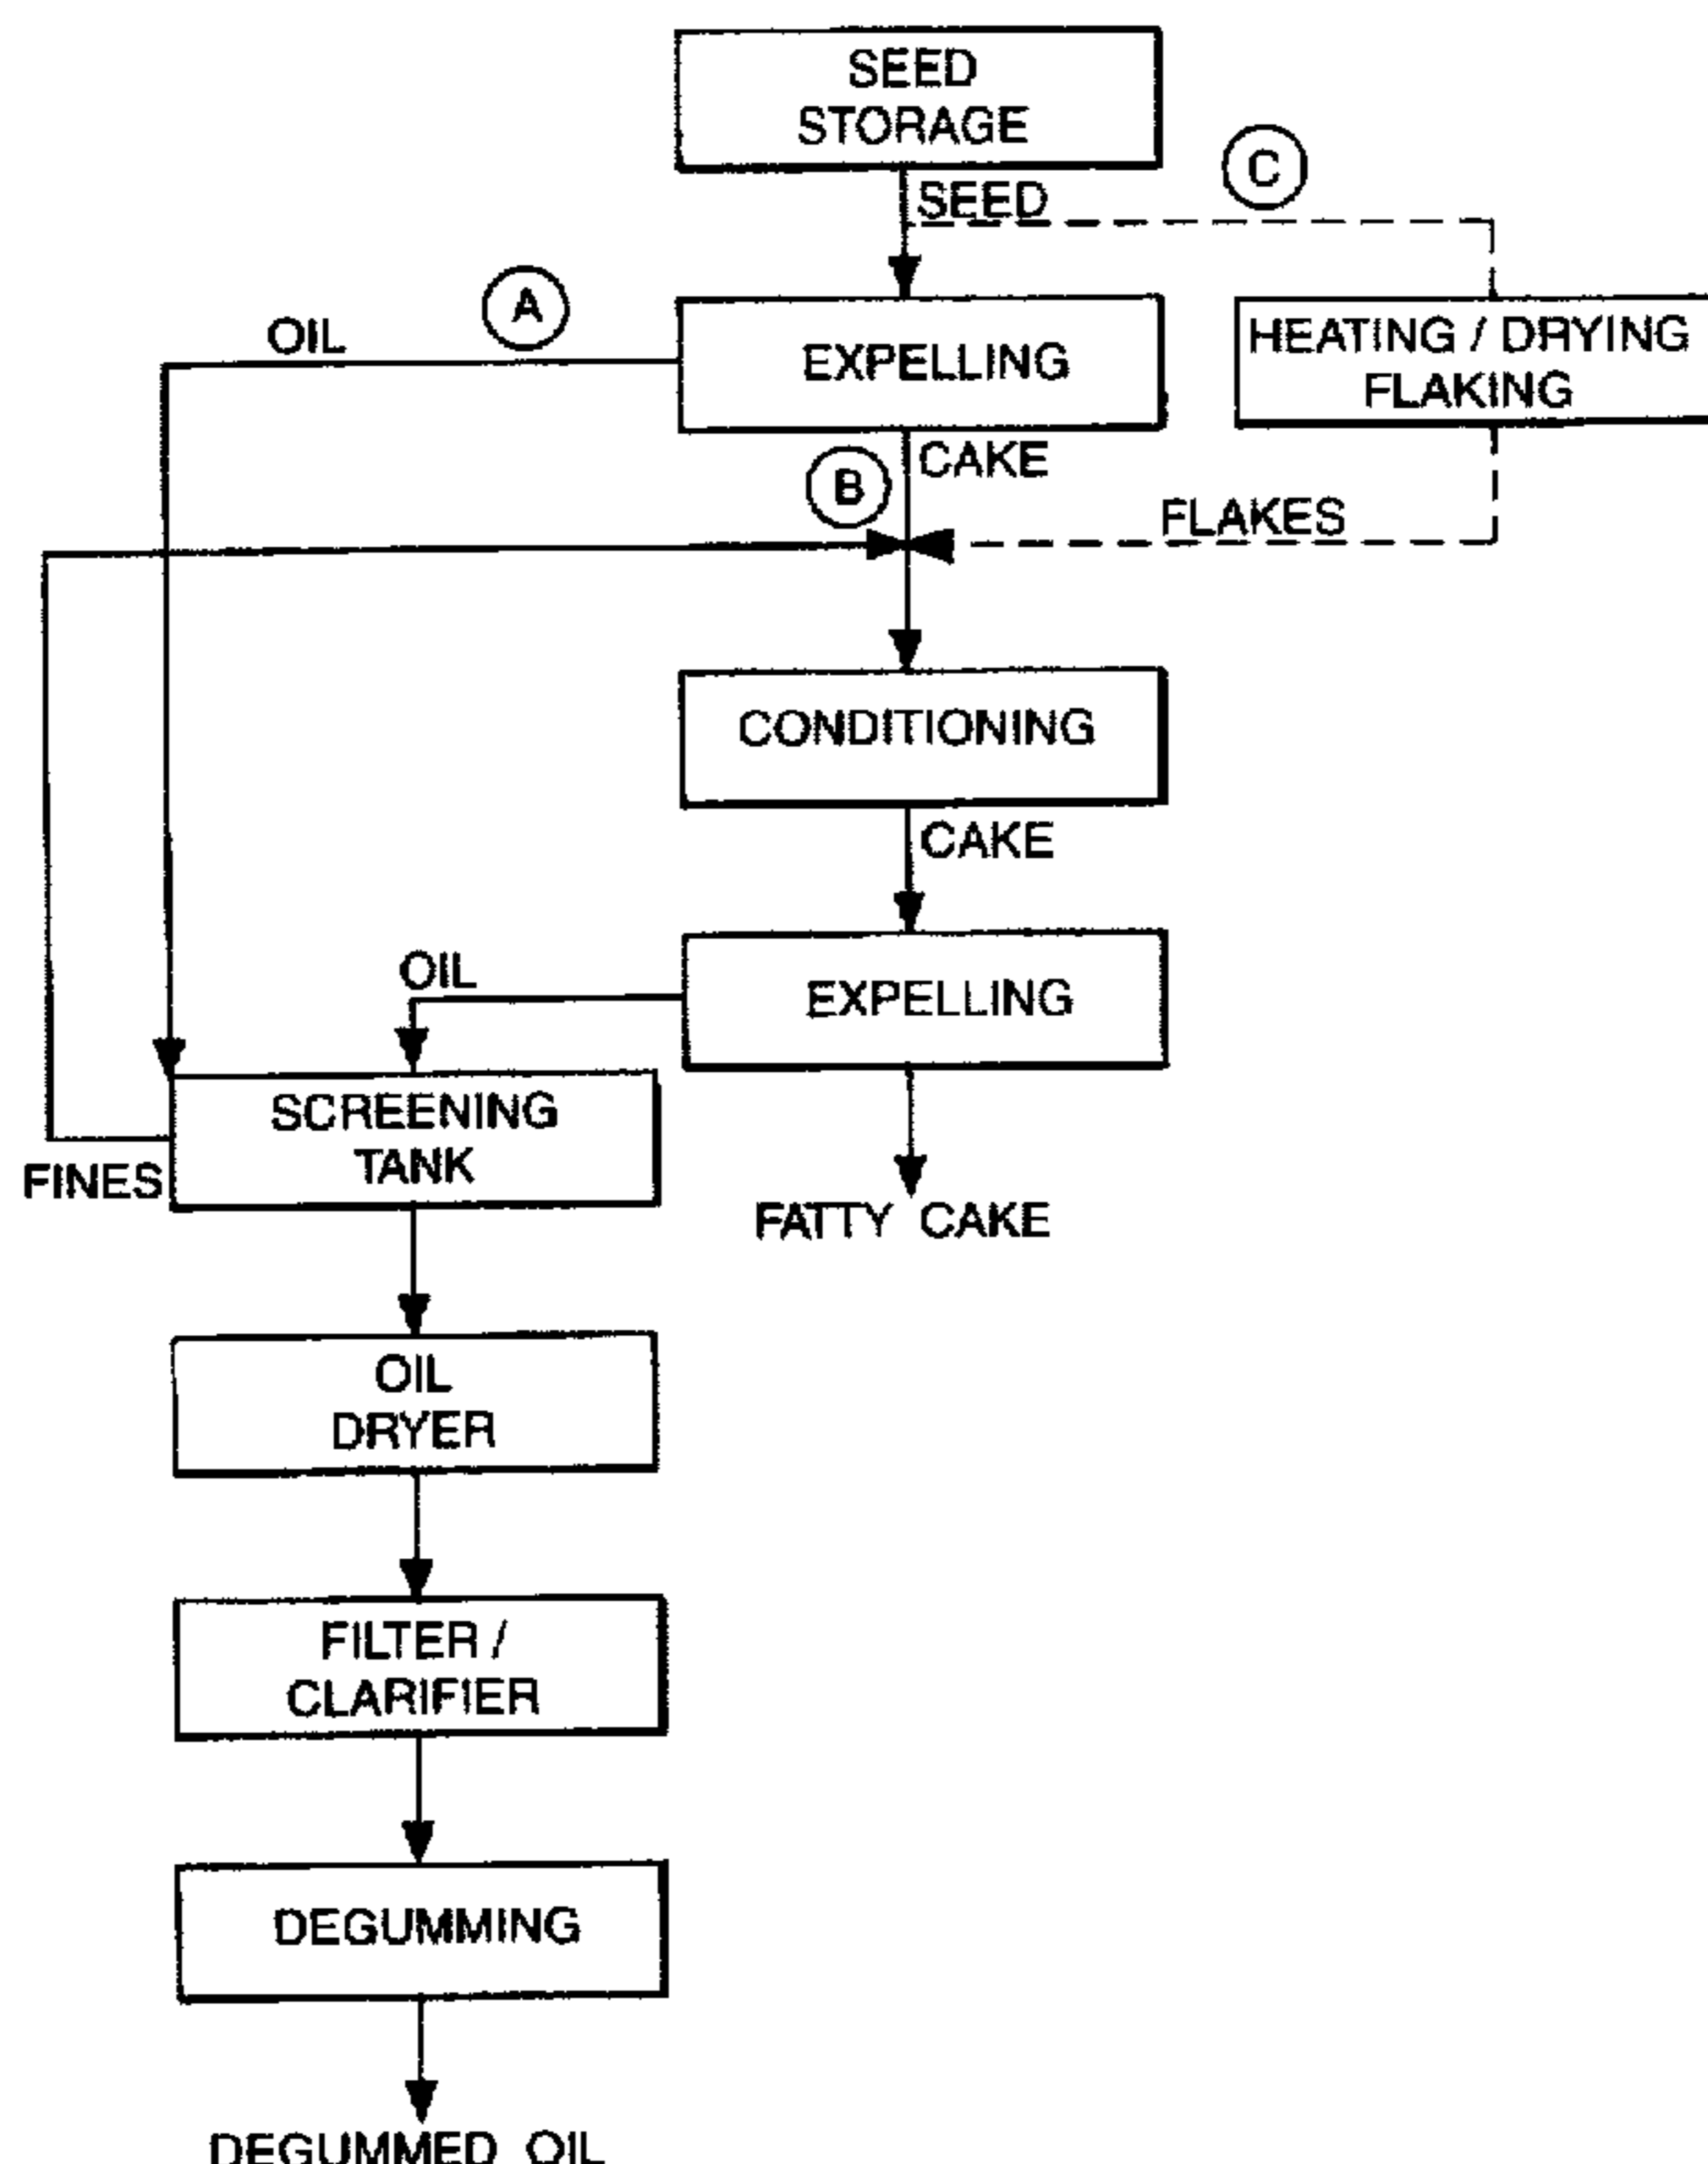 SEED
STORAGE
SEED
C
A
OIL
EXPELLING
HEATING / DRYING
FLAKING
CAKE
B
FLAKES
CONDITIONING
CAKE
OIL
EXPELLING
SCREENING
TANK
FINES
FATTY CAKE
OIL
DRYER
FILTER /
CLARIFIER
DEGUMMING
DEGUMMED OIL